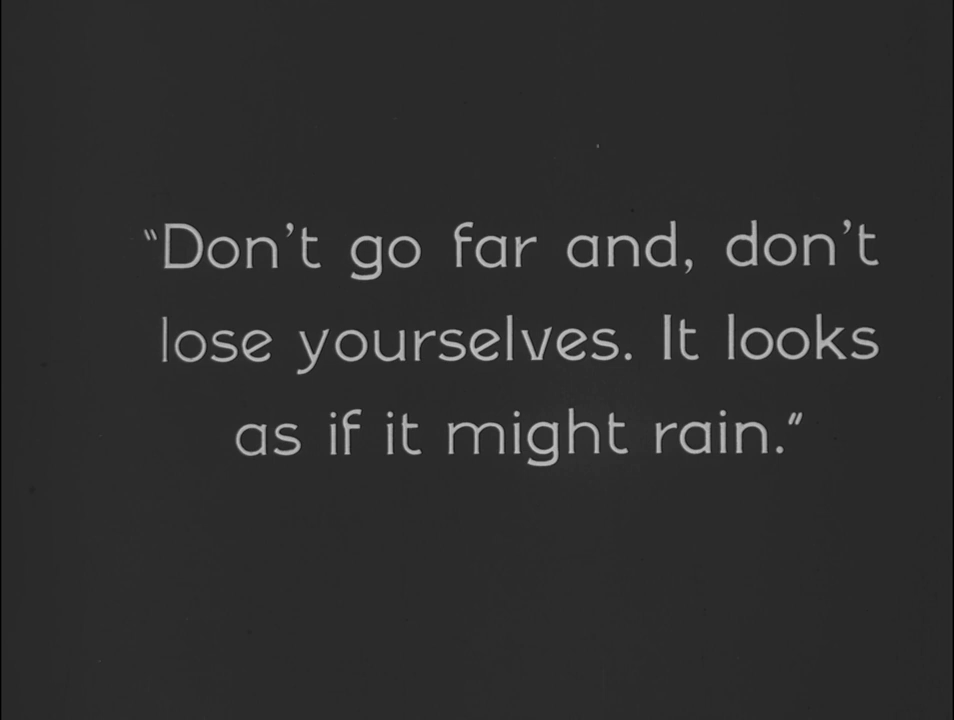 "Don't go far and, don't
lose yourselves. It looks
as if it might rain."